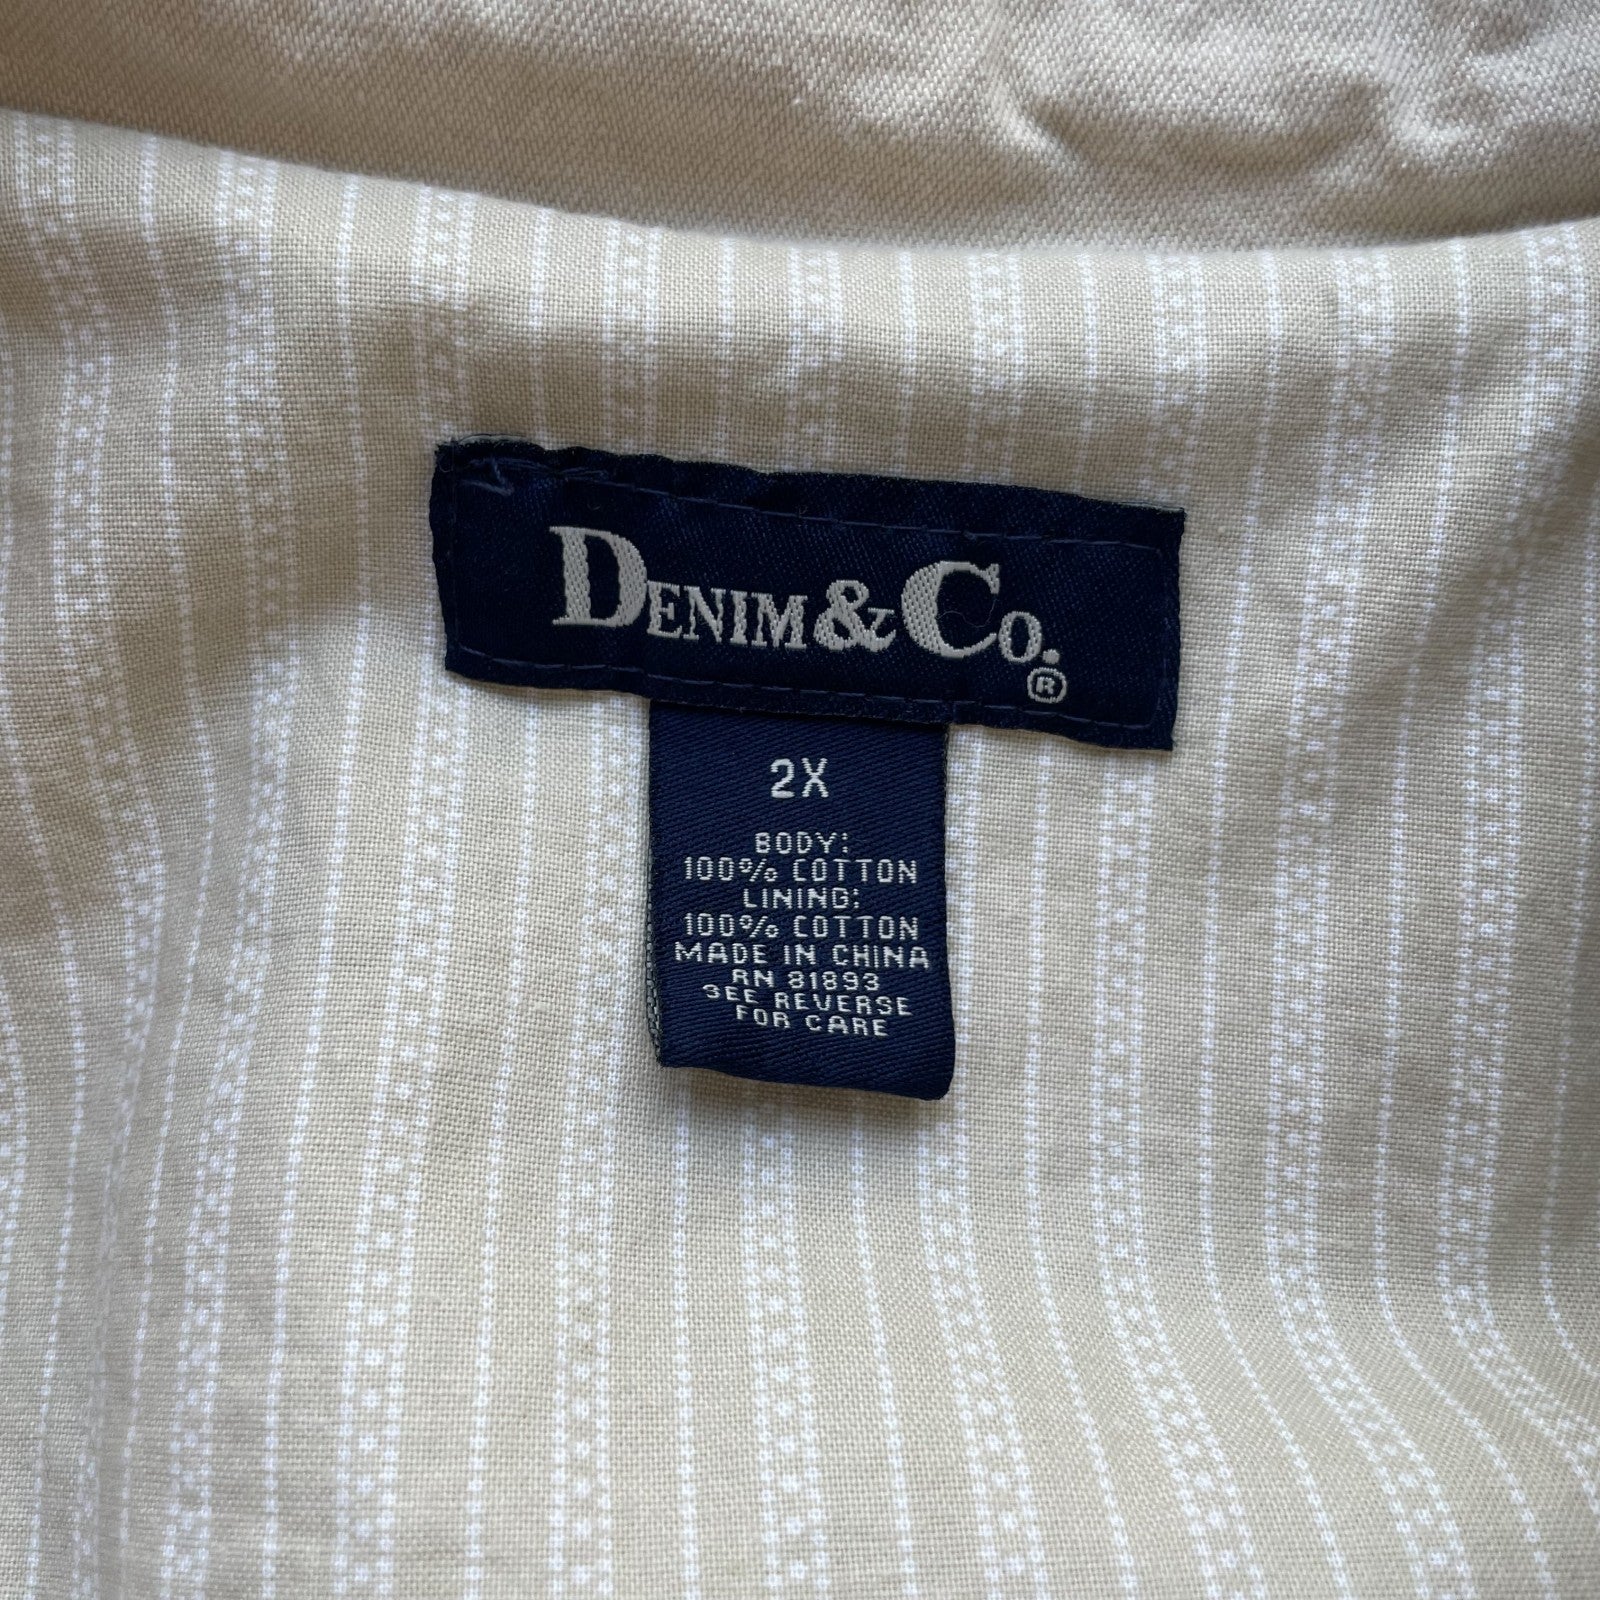 DENIM & CO.®
2X
BODY:
100% COTTON
LINING:
100% COTTON
MADE IN CHINA
RN 81893
SEE REVERSE
FOR CARE